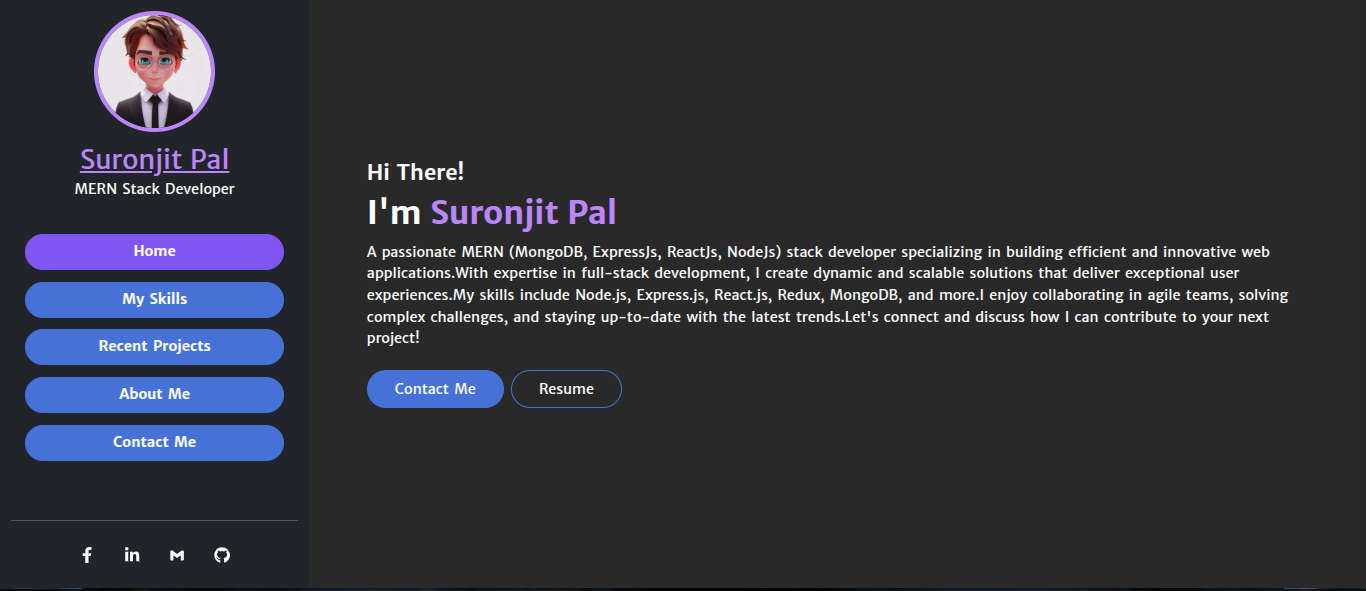 Suronjit Pal
MERN Stack Developer
Home
My Skills
Recent Projects
About Me
Contact Me
Hi There!
I'm Suronjit Pal
A passionate MERN (MongoDB, ExpressJs, ReactJs, NodeJs) stack developer specializing in building efficient and innovative web
applications.With expertise in full-stack development, I create dynamic and scalable solutions that deliver exceptional user
experiences.My skills include Node.js, Express.js, React.js, Redux, MongoDB, and more.I enjoy collaborating in agile teams, solving
complex challenges, and staying up-to-date with the latest trends.Let's connect and discuss how I can contribute to your next
project!
Contact Me
Resume